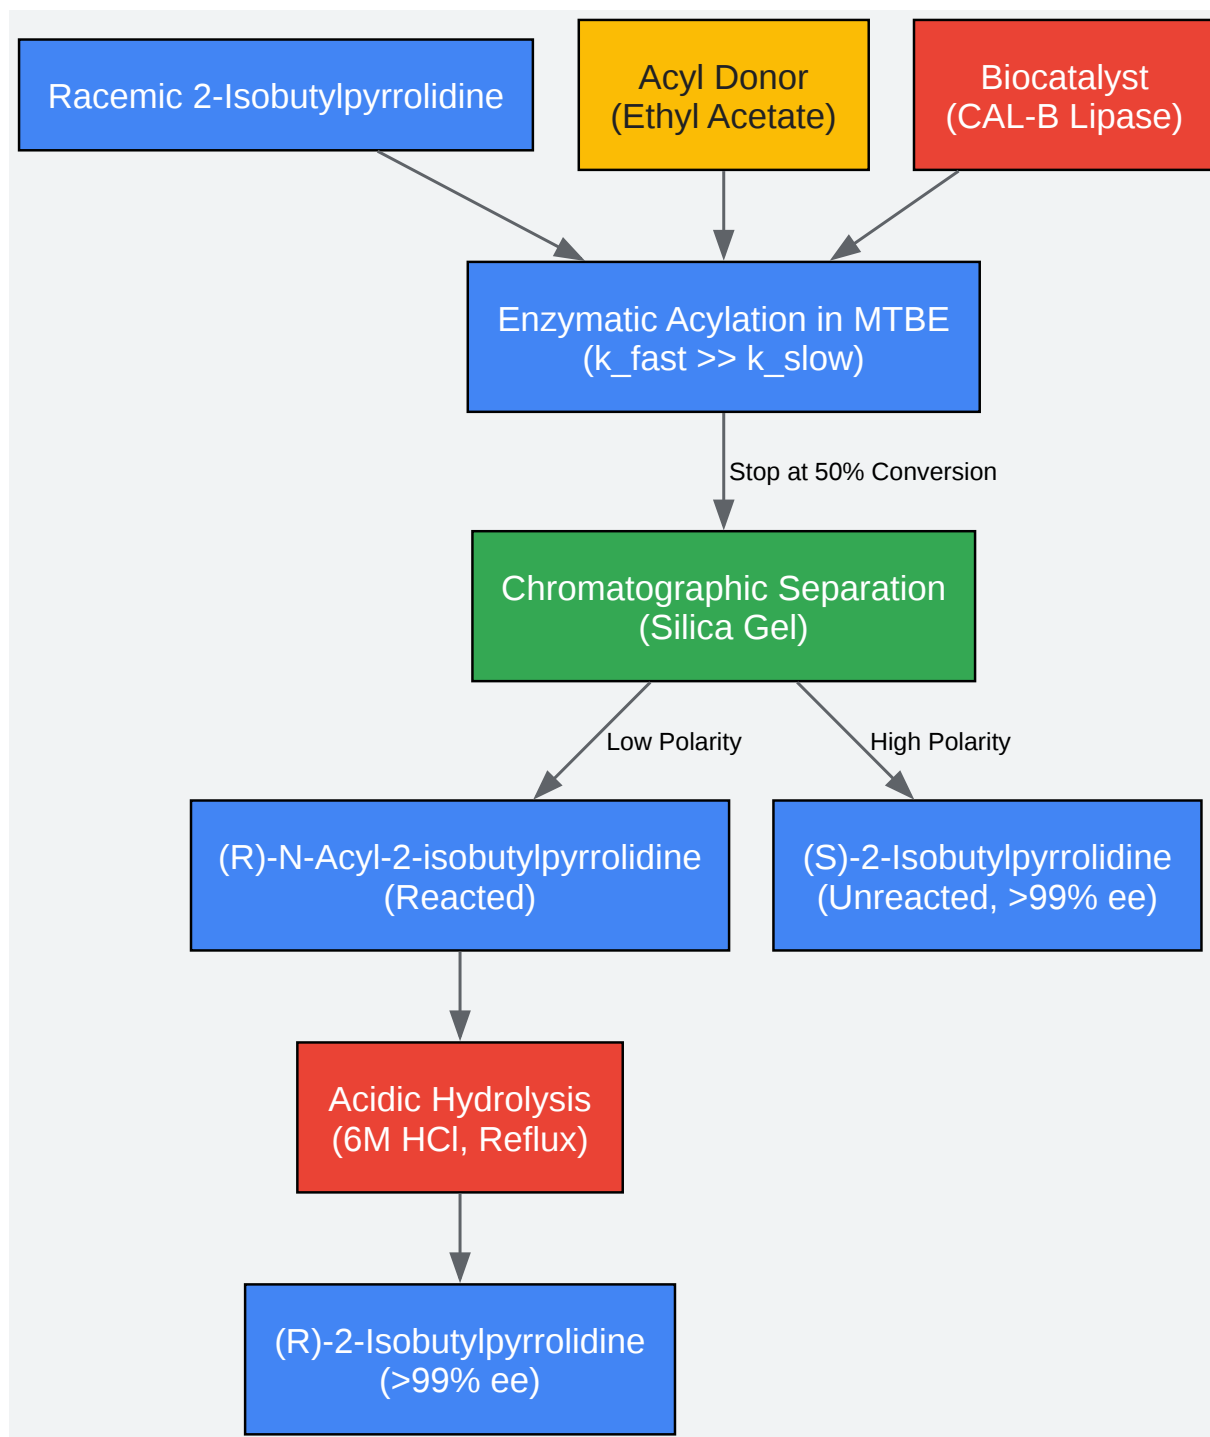 Racemic 2-Isobutylpyrrolidine
Acyl Donor
(Ethyl Acetate)
Biocatalyst
(CAL-B Lipase)
Enzymatic Acylation in MTBE
(k_fast >> k_slow)
Stop at 50% Conversion
Chromatographic Separation
(Silica Gel)
Low Polarity
High Polarity
(R)-N-Acyl-2-isobutylpyrrolidine
(Reacted)
(S)-2-Isobutylpyrrolidine
(Unreacted, >99% ee)
Acidic Hydrolysis
(6M HCl, Reflux)
(R)-2-Isobutylpyrrolidine
(>99% ee)